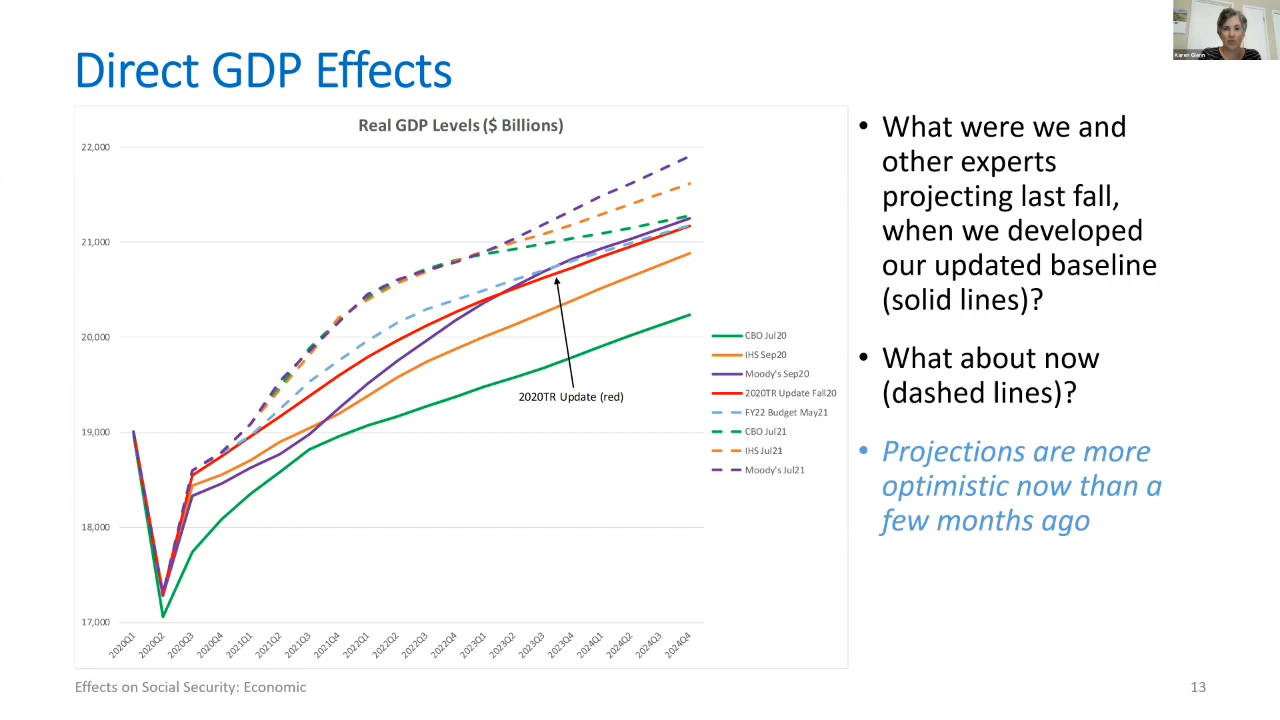 Direct GDP Effects
Karen Glenn
Real GDP Levels ($ Billions)
22,000
21,000
20,000
19,000
18,000
17,000
2020Q1
2020Q2
2020Q3
2020Q4
2021Q1
2021Q2
2021Q3
2021Q4
2022Q1
2022Q2
2022Q3
2022Q4
2023Q1
2023Q2
2023Q3
2023Q4
2024Q1
2024Q2
2024Q3
2024Q4
2020TR Update (red)
CBO Jul20
IHS Sep20
Moody's Sep20
2020TR Update Fall20
FY22 Budget May21
CBO Jul21
IHS Jul21
Moody's Jul21
• What were we and
other experts
projecting last fall,
when we developed
our updated baseline
(solid lines)?
• What about now
(dashed lines)?
• Projections are more
optimistic now than a
few months ago
Effects on Social Security: Economic
13